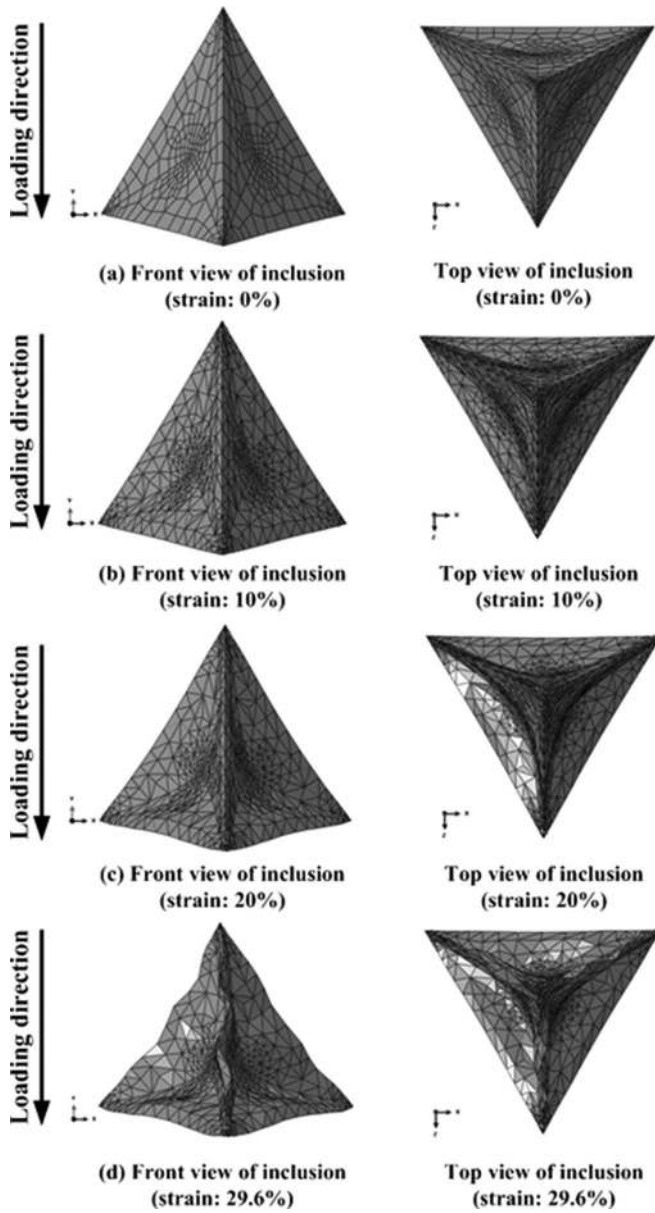 Loading direction
Y
X
X
Z
(a) Front view of inclusion
(strain: 0%)
Top view of inclusion
(strain: 0%)
Loading direction
Y
X
X
Z
(b) Front view of inclusion
(strain: 10%)
Top view of inclusion
(strain: 10%)
Loading direction
Y
X
X
Z
(c) Front view of inclusion
(strain: 20%)
Top view of inclusion
(strain: 20%)
Loading direction
Y
X
X
Z
(d) Front view of inclusion
(strain: 29.6%)
Top view of inclusion
(strain: 29.6%)